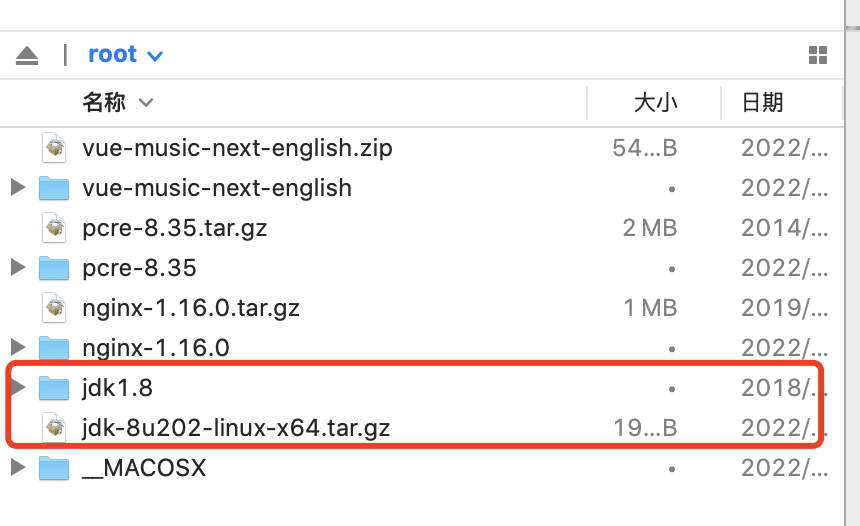 root
名称 大小 日期
vue-music-next-english.zip 54...B 2022/...
vue-music-next-english 2022/...
pcre-8.35.tar.gz 2 MB 2014/...
pcre-8.35 2022/...
nginx-1.16.0.tar.gz 1 MB 2019/...
nginx-1.16.0 2022/...
jdk1.8 2018/...
jdk-8u202-linux-x64.tar.gz 19...B 2022/...
__MACOSX 2022/...